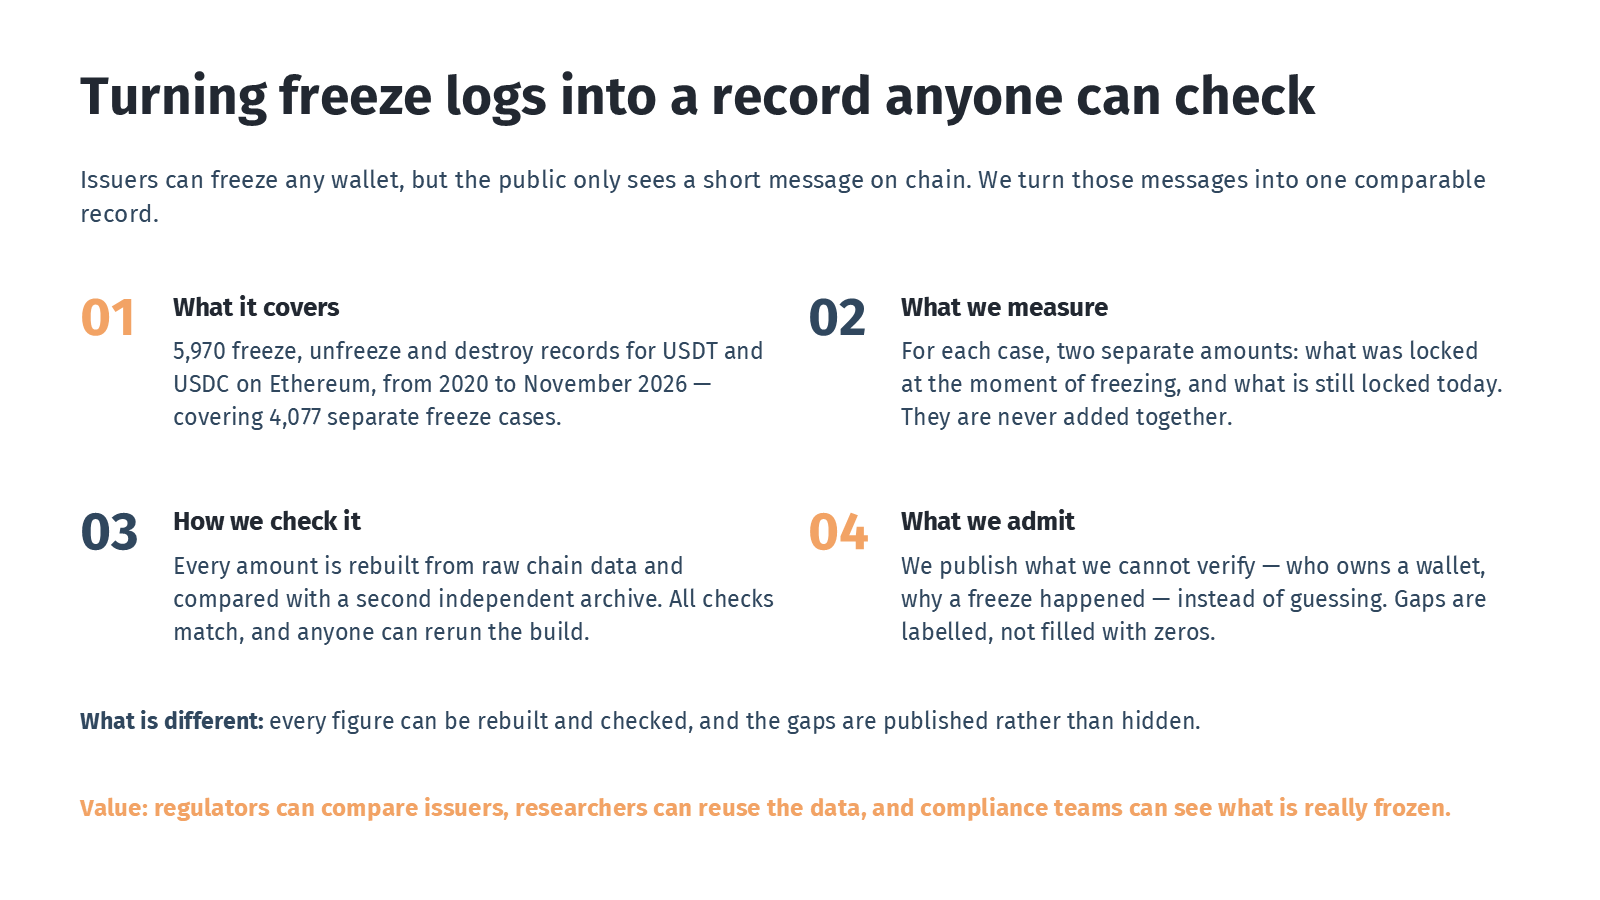 Turning freeze logs into a record anyone can check
Issuers can freeze any wallet, but the public only sees a short message on chain. We turn those messages into one comparable
record.
01
What it covers
5,970 freeze, unfreeze and destroy records for USDT and
USDC on Ethereum, from 2020 to November 2026 —
covering 4,077 separate freeze cases.
02
What we measure
For each case, two separate amounts: what was locked
at the moment of freezing, and what is still locked today.
They are never added together.
03
How we check it
Every amount is rebuilt from raw chain data and
compared with a second independent archive. All checks
match, and anyone can rerun the build.
04
What we admit
We publish what we cannot verify — who owns a wallet,
why a freeze happened — instead of guessing. Gaps are
labelled, not filled with zeros.
What is different: every figure can be rebuilt and checked, and the gaps are published rather than hidden.
Value: regulators can compare issuers, researchers can reuse the data, and compliance teams can see what is really frozen.